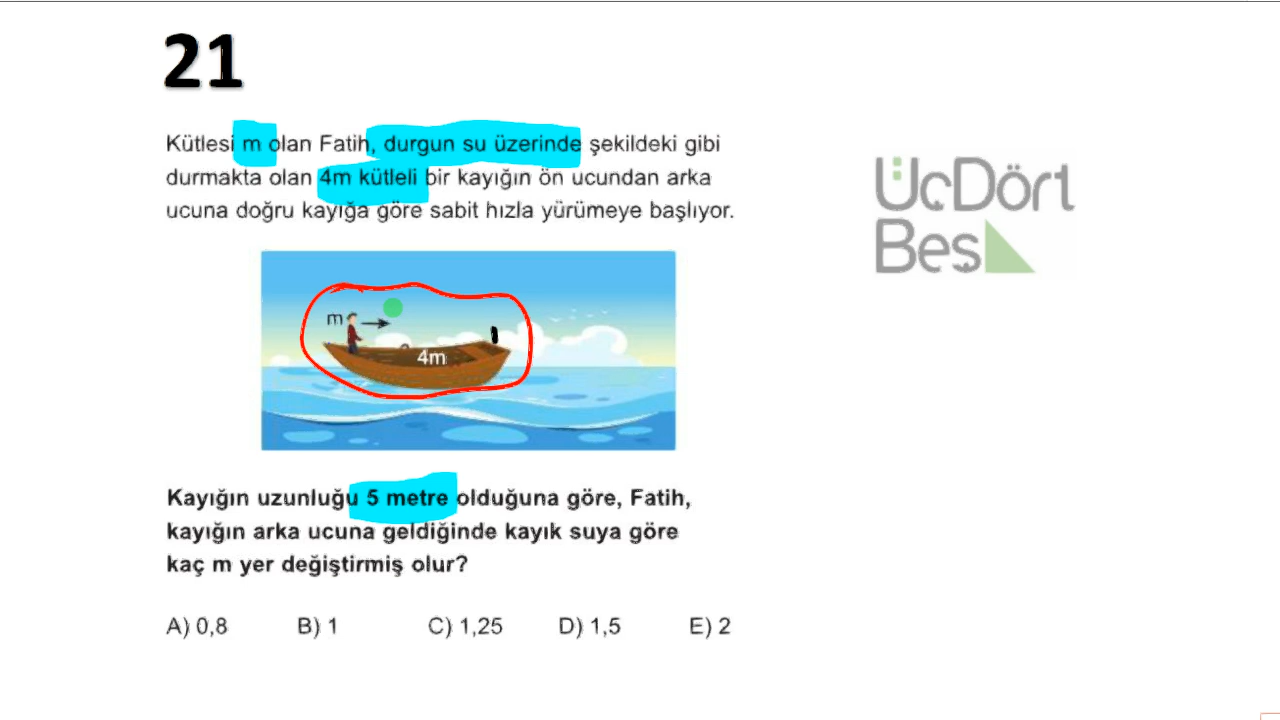 21
Kütlesi m olan Fatih, durgun su üzerinde şekildeki gibi
durmakta olan 4m kütleli bir kayığın ön ucundan arka
ucuna doğru kayığa göre sabit hızla yürümeye başlıyor.
ÜçDört
Beş
m
4m
Kayığın uzunluğu 5 metre olduğuna göre, Fatih,
kayığın arka ucuna geldiğinde kayık suya göre
kaç m yer değiştirmiş olur?
A) 0,8 B) 1 C) 1,25 D) 1,5 E) 2